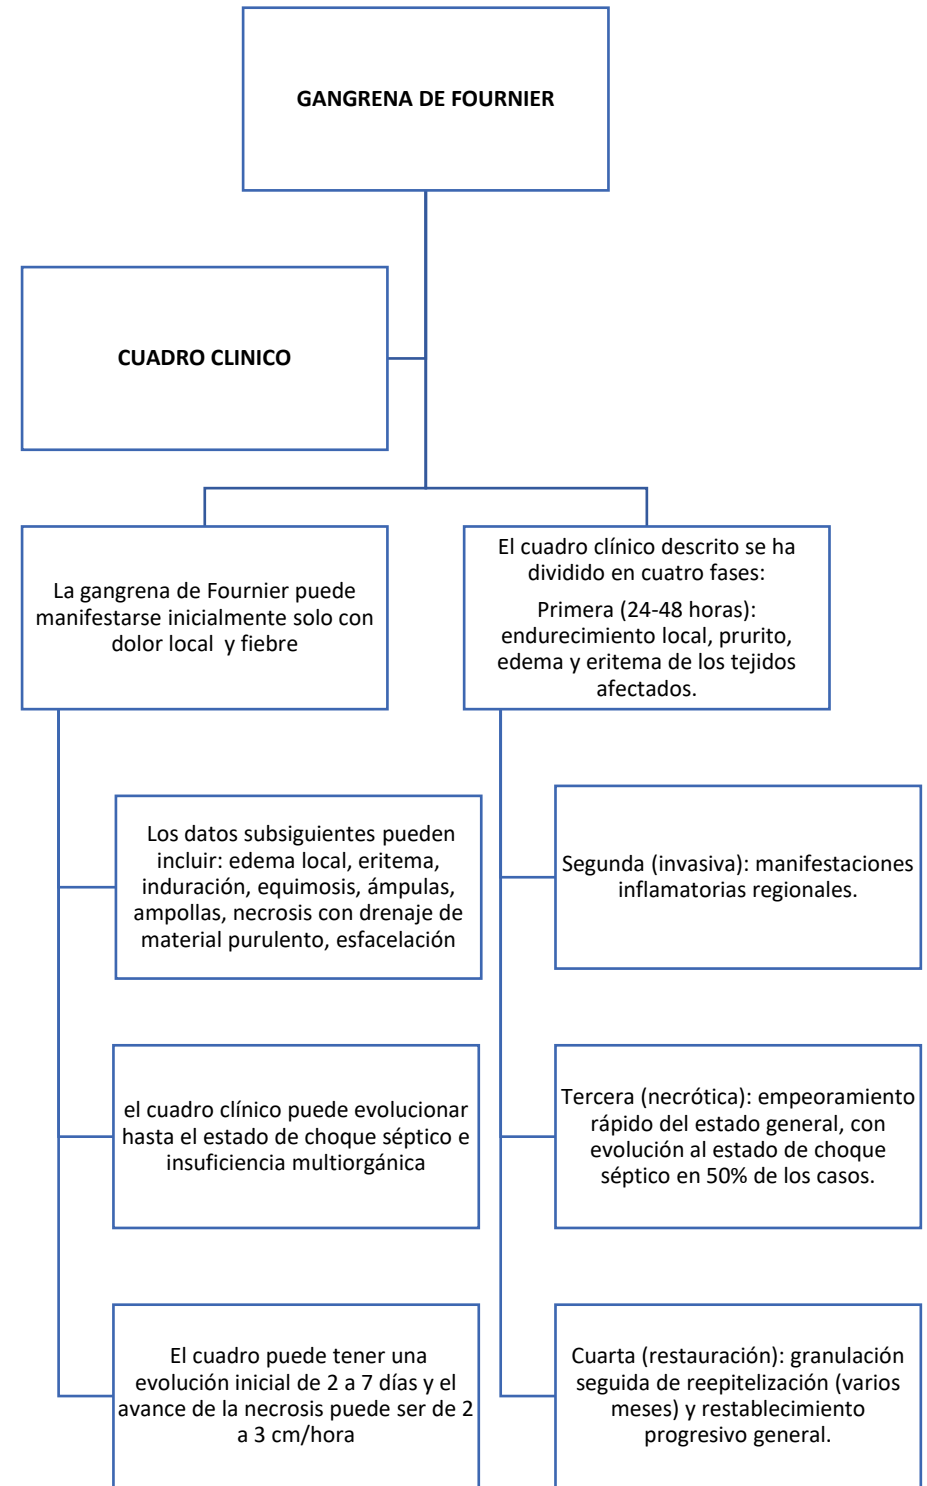 GANGRENA DE FOURNIER
CUADRO CLINICO
La gangrena de Fournier puede
manifestarse inicialmente solo con
dolor local y fiebre
El cuadro clínico descrito se ha
dividido en cuatro fases:
Primera (24-48 horas):
endurecimiento local, prurito,
edema y eritema de los tejidos
afectados.
Los datos subsiguientes pueden
incluir: edema local, eritema,
induración, equimosis, ámpulas,
ampollas, necrosis con drenaje de
material purulento, esfacelación
Segunda (invasiva): manifestaciones
inflamatorias regionales.
el cuadro clínico puede evolucionar
hasta el estado de choque séptico e
insuficiencia multiorgánica
Tercera (necrótica): empeoramiento
rápido del estado general, con
evolución al estado de choque
séptico en 50% de los casos.
El cuadro puede tener una
evolución inicial de 2 a 7 días y el
avance de la necrosis puede ser de 2
a 3 cm/hora
Cuarta (restauración): granulación
seguida de reepitelización (varios
meses) y restablecimiento
progresivo general.